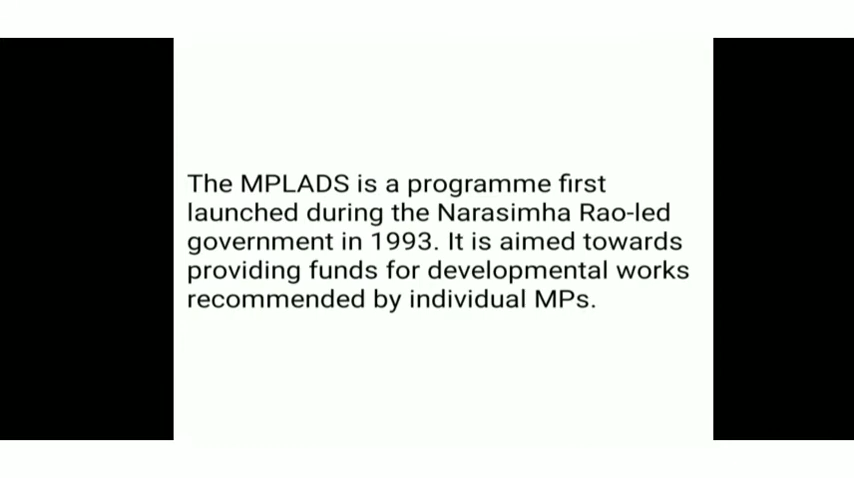 The MPLADS is a programme first
launched during the Narasimha Rao-led
government in 1993. It is aimed towards
providing funds for developmental works
recommended by individual MPs.